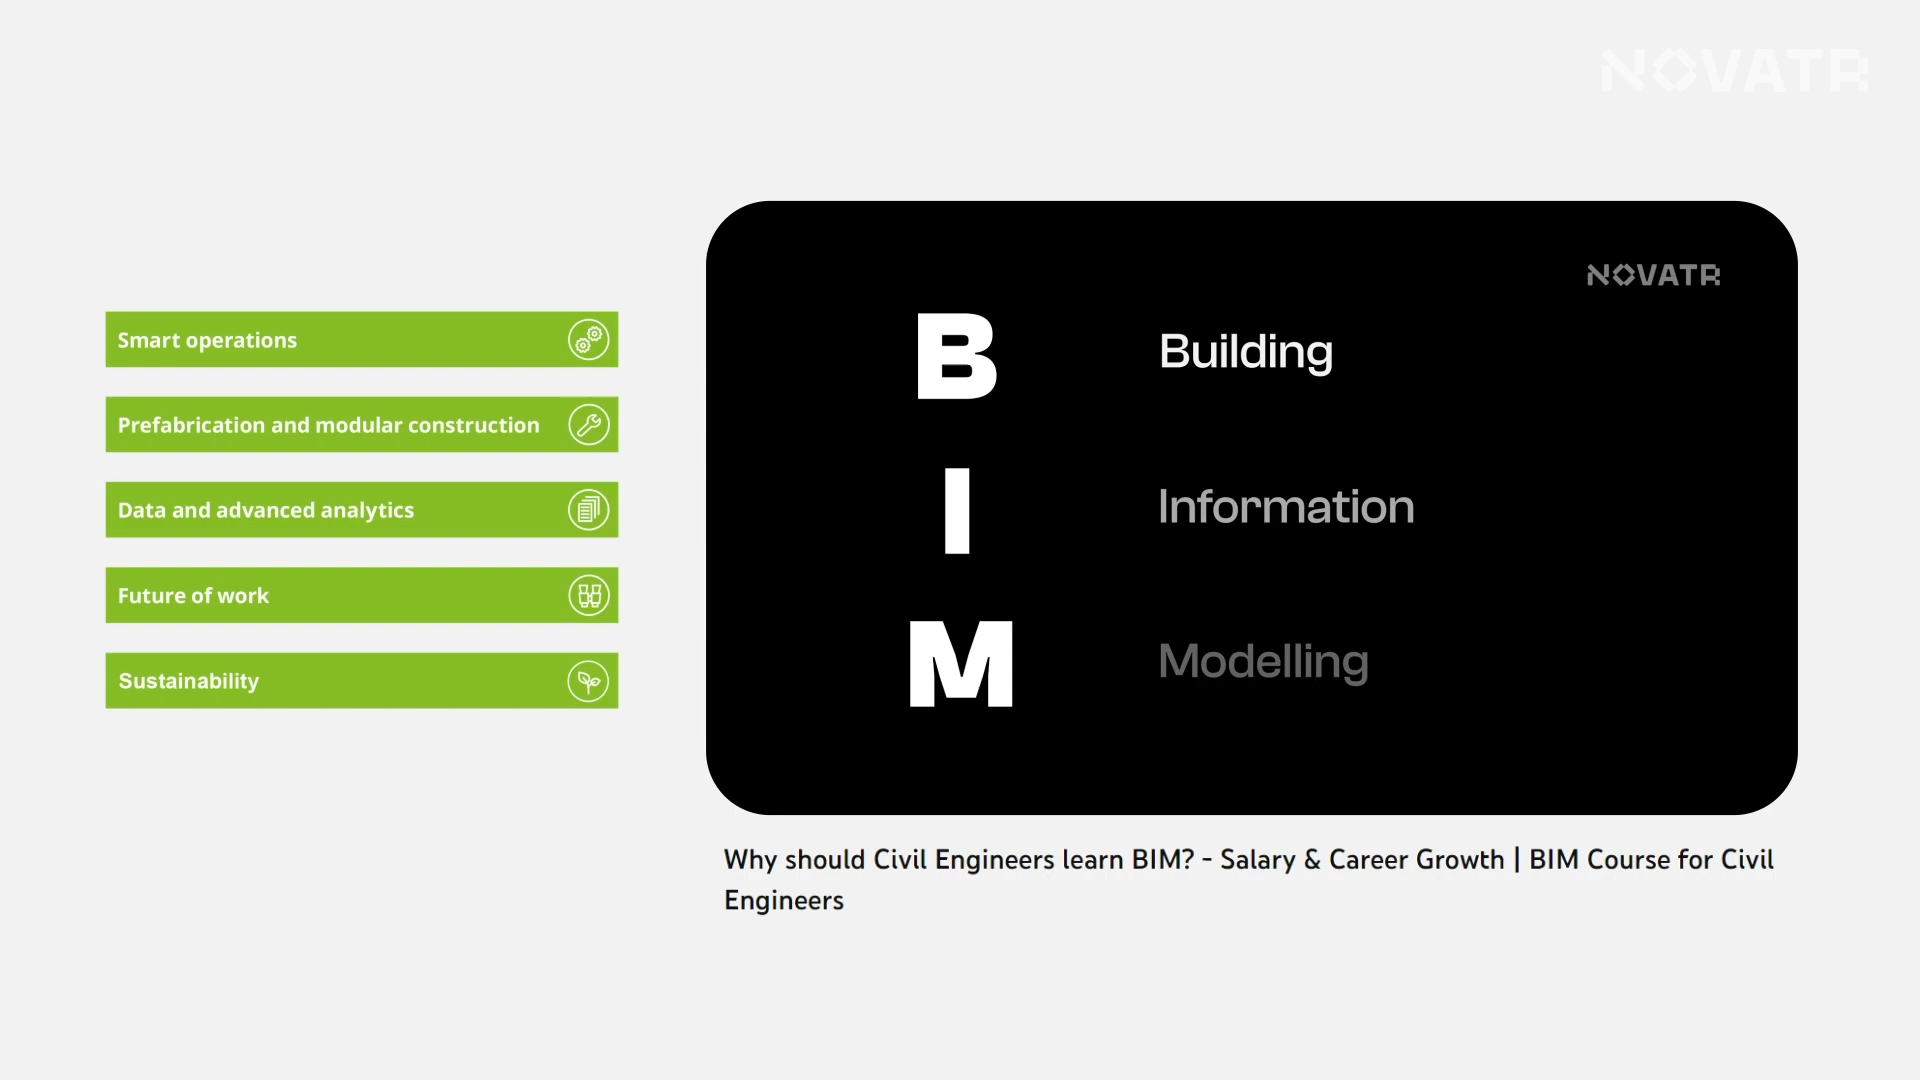 NOVATR
Smart operations
Prefabrication and modular construction
Data and advanced analytics
Future of work
Sustainability
NOVATR
B Building
I Information
M Modelling
Why should Civil Engineers learn BIM? - Salary & Career Growth | BIM Course for Civil
Engineers